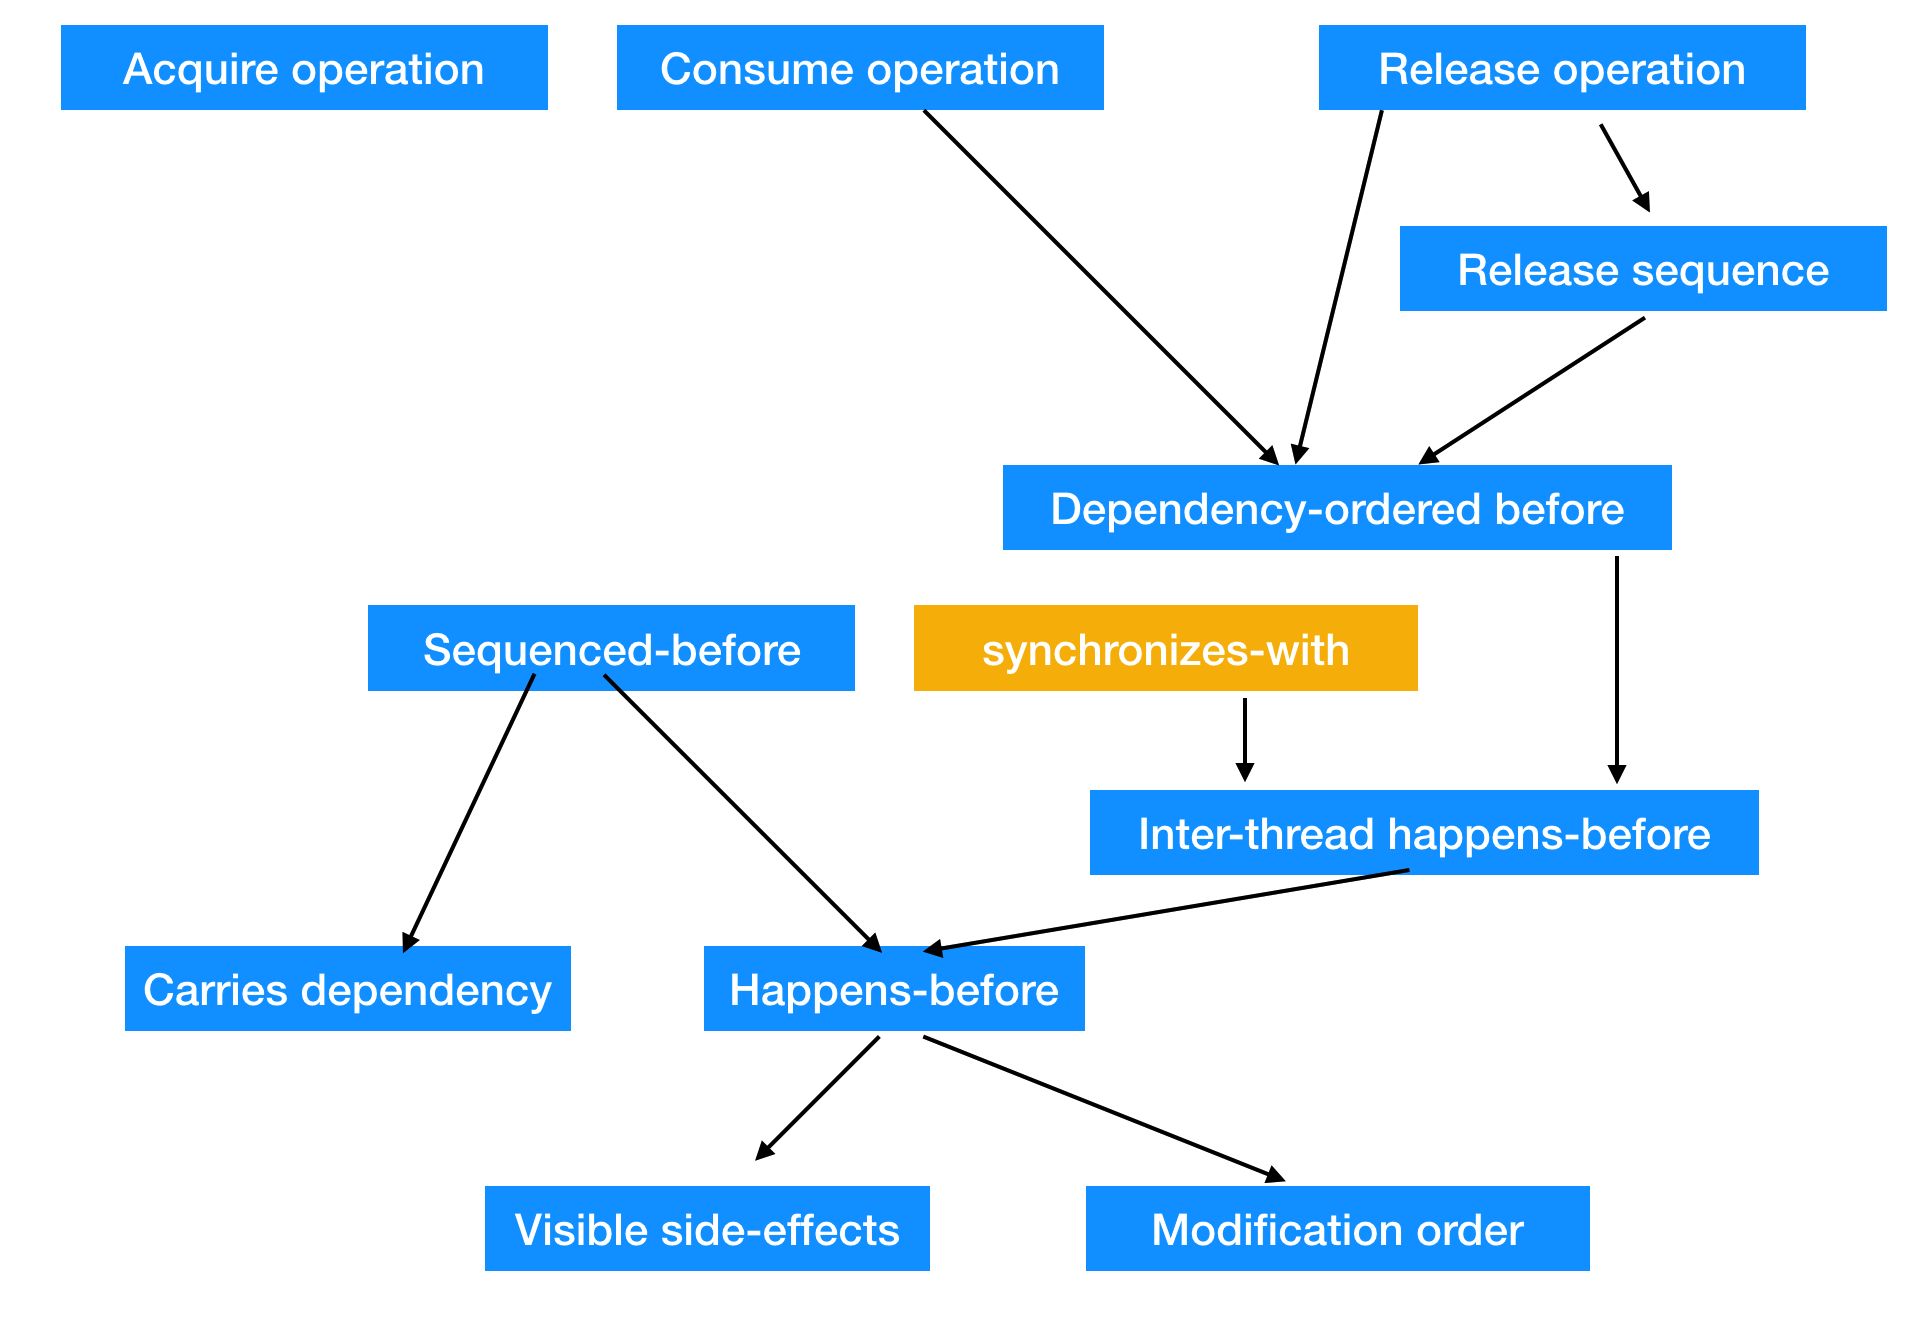 Acquire operation
Consume operation
Release operation
Release sequence
Dependency-ordered before
Sequenced-before
synchronizes-with
Inter-thread happens-before
Carries dependency
Happens-before
Visible side-effects
Modification order